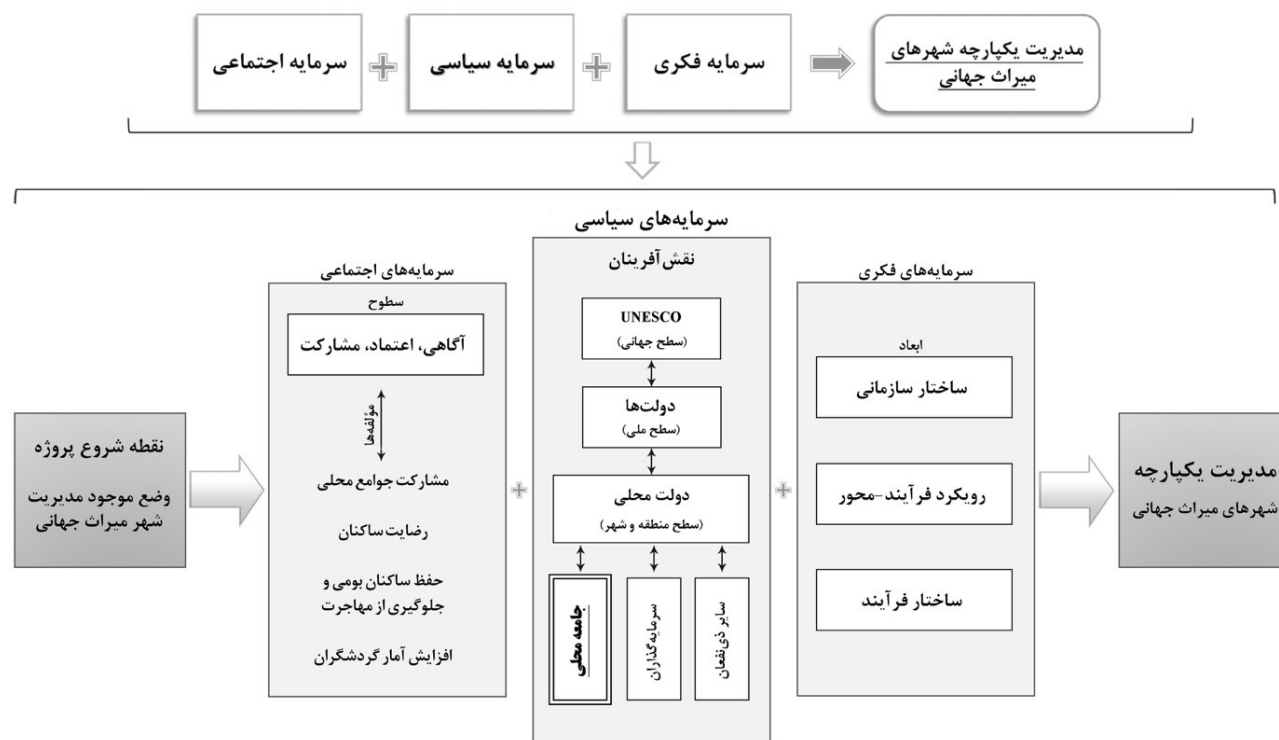 سرمایه اجتماعی
سرمایه سیاسی
سرمایه فکری
مدیریت یکپارچه شهرهای
میراث جهانی
نقطه شروع پروژه
وضع موجود مدیریت
شهر میراث جهانی
سرمایه‌های اجتماعی
سطوح
آگاهی، اعتماد، مشارکت
مؤلفه‌ها
مشارکت جوامع محلی
رضایت ساکنان
حفظ ساکنان بومی و
جلوگیری از مهاجرت
افزایش آمار گردشگران
سرمایه‌های سیاسی
نقش‌آفرینان
UNESCO
(سطح جهانی)
دولت‌ها
(سطح ملی)
دولت محلی
(سطح منطقه و شهر)
جامعه محلی
سرمایه‌گذاران
سایر ذی‌نفعان
سرمایه‌های فکری
ابعاد
ساختار سازمانی
رویکرد فرآیند-محور
ساختار فرآیند
مدیریت یکپارچه
شهرهای میراث جهانی